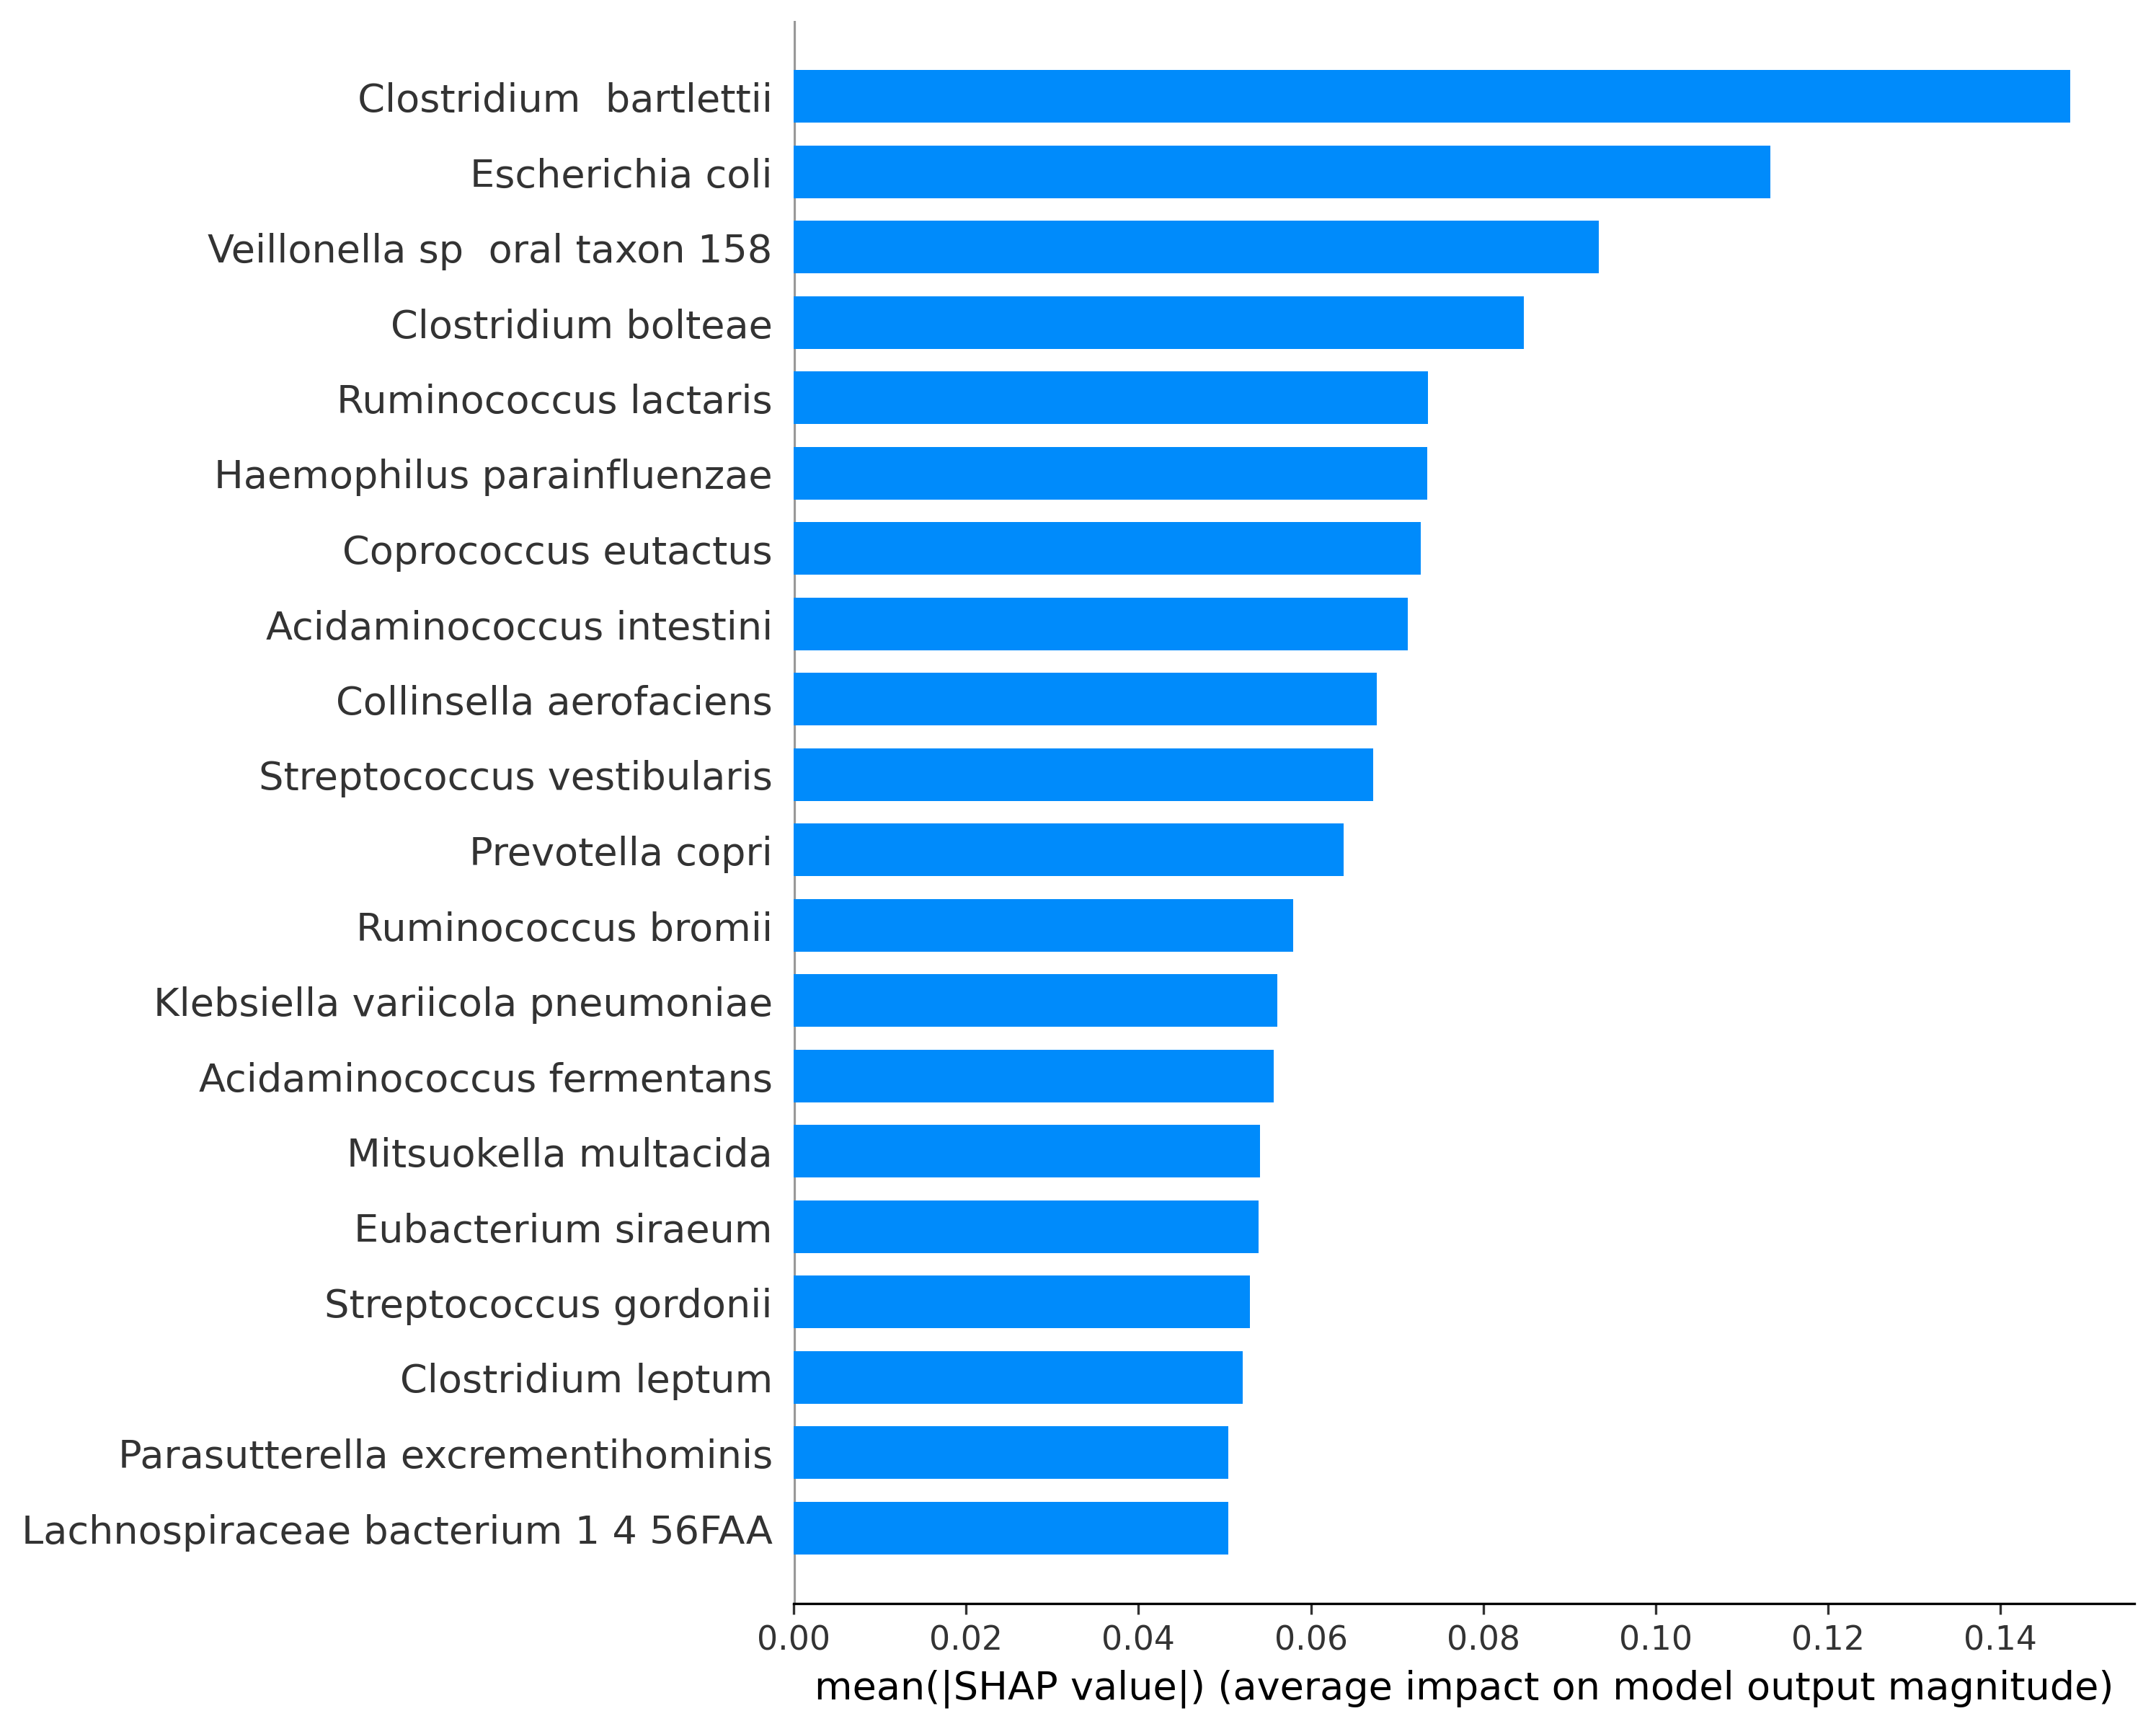 Clostridium  bartlettii
Escherichia coli
Veillonella sp  oral taxon 158
Clostridium bolteae
Ruminococcus lactaris
Haemophilus parainfluenzae
Coprococcus eutactus
Acidaminococcus intestini
Collinsella aerofaciens
Streptococcus vestibularis
Prevotella copri
Ruminococcus bromii
Klebsiella variicola pneumoniae
Acidaminococcus fermentans
Mitsuokella multacida
Eubacterium siraeum
Streptococcus gordonii
Clostridium leptum
Parasutterella excrementihominis
Lachnospiraceae bacterium 1 4 56FAA
0.00 0.02 0.04 0.06 0.08 0.10 0.12 0.14
mean(|SHAP value|) (average impact on model output magnitude)